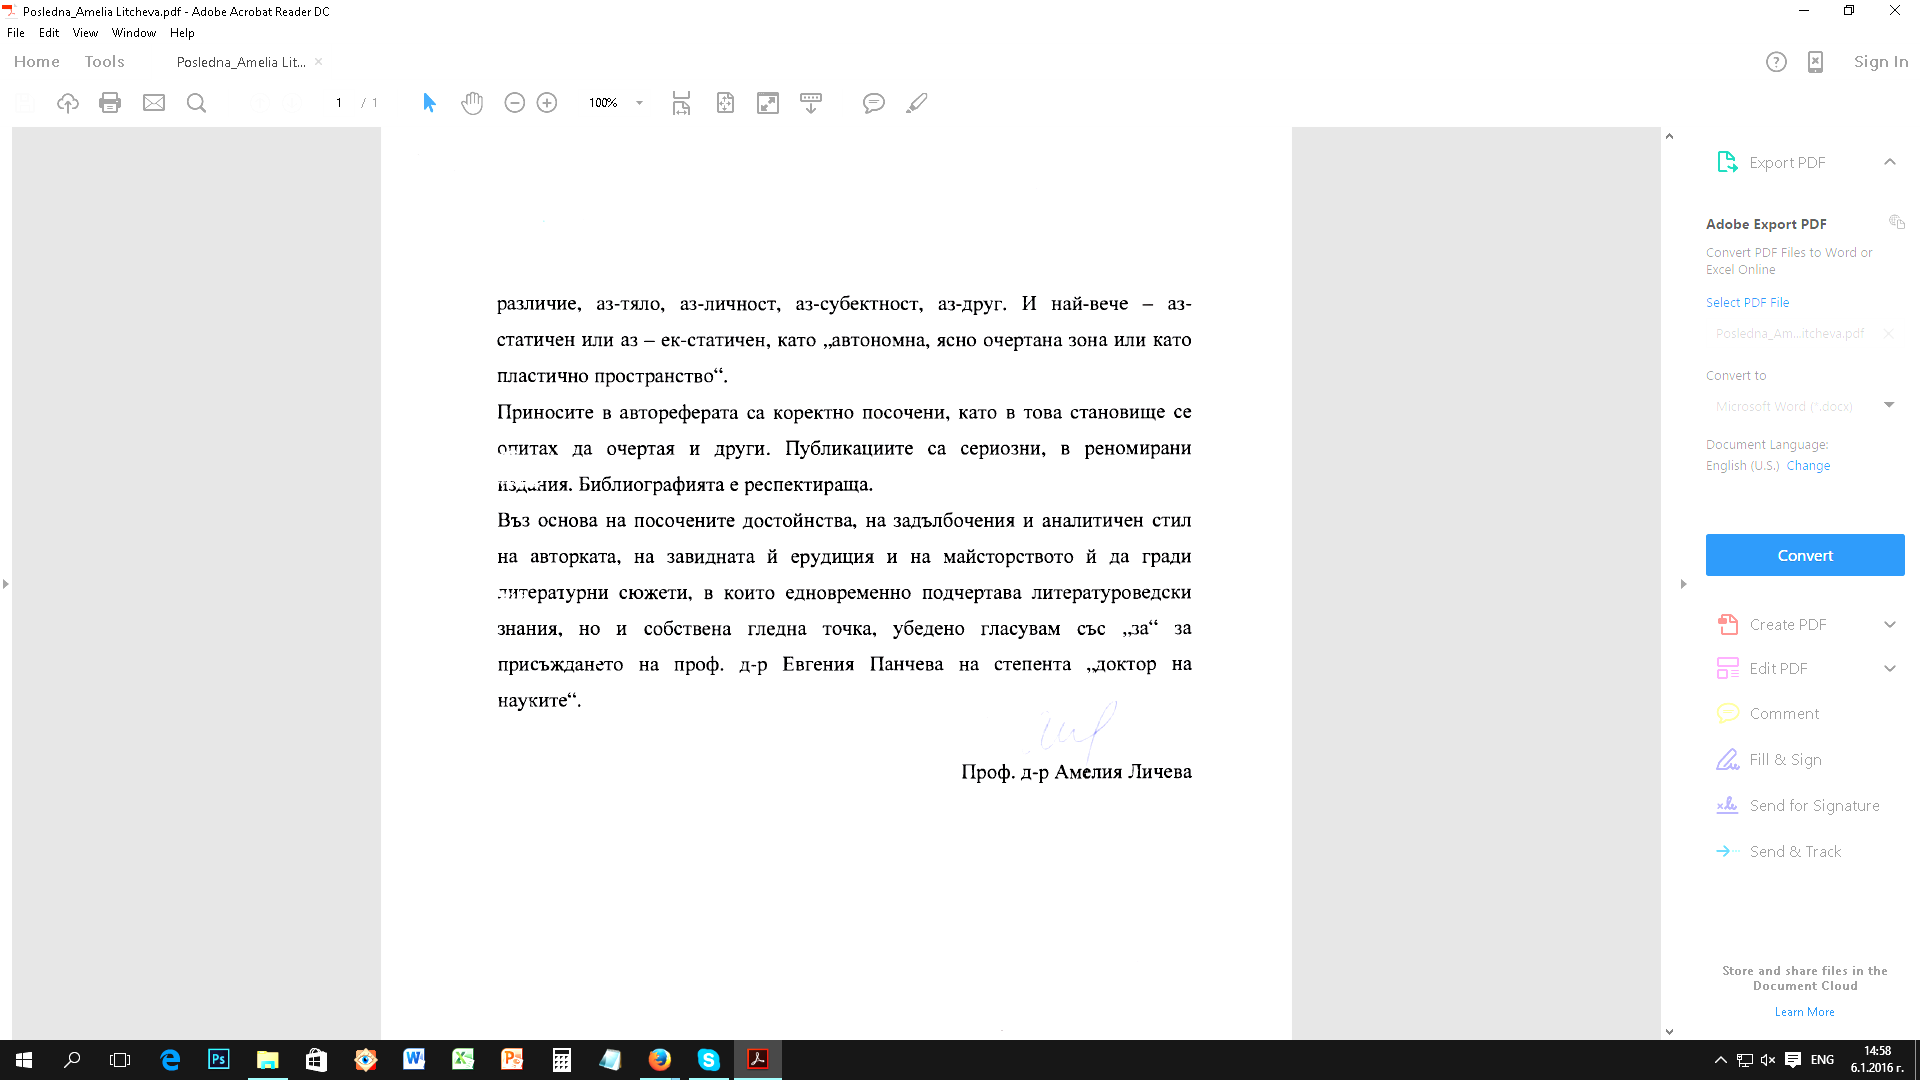 Posledna_Amelia Litcheva.pdf - Adobe Acrobat Reader DC
File Edit View Window Help
Home Tools Posledna_Amelia Lit... × Sign In
1 / 1 100%
различие, аз-тяло, аз-личност, аз-субектност, аз-друг. И най-вече – аз-
статичен или аз – ек-статичен, като „автономна, ясно очертана зона или като
пластично пространство“.
Приносите в автореферата са коректно посочени, като в това становище се
опитах да очертая и други. Публикациите са сериозни, в реномирани
издания. Библиографията е респектираща.
Въз основа на посочените достойнства, на задълбочения и аналитичен стил
на авторката, на завидната й ерудиция и на майсторството й да гради
литературни сюжети, в които едновременно подчертава литературоведски
знания, но и собствена гледна точка, убедено гласувам със „за“ за
присъждането на проф. д-р Евгения Панчева на степента „доктор на
науките“.
Проф. д-р Амелия Личева
Export PDF
Adobe Export PDF
Convert PDF Files to Word or
Excel Online
Select PDF File
Posledna_Am...itcheva.pdf
Convert to
Microsoft Word (*.docx)
Document Language:
English (U.S.) Change
Convert
Create PDF
Edit PDF
Comment
Fill & Sign
Send for Signature
Send & Track
Store and share files in the
Document Cloud
Learn More
ENG
14:58
6.1.2016 г.